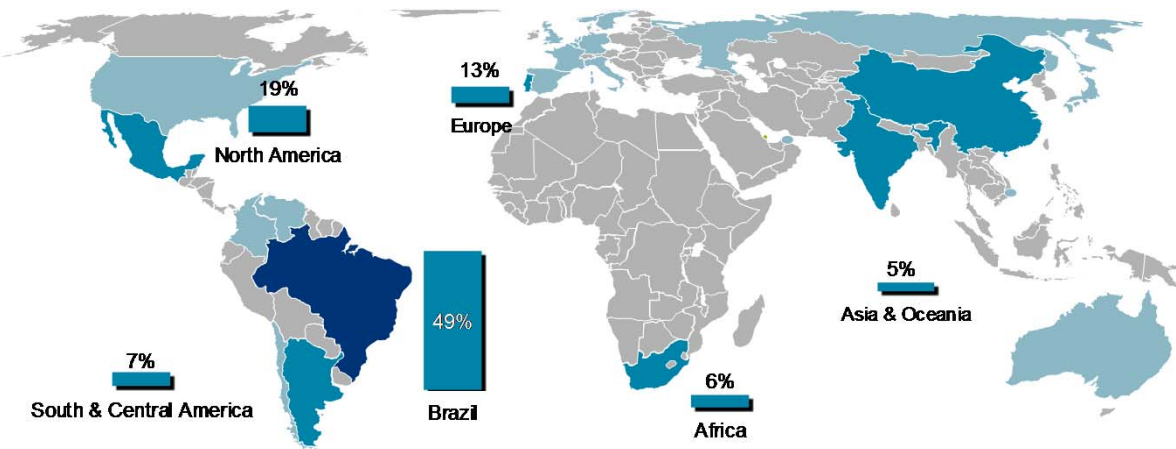 19%
North America
13%
Europe
5%
Asia & Oceania
49%
Brazil
7%
South & Central America
6%
Africa